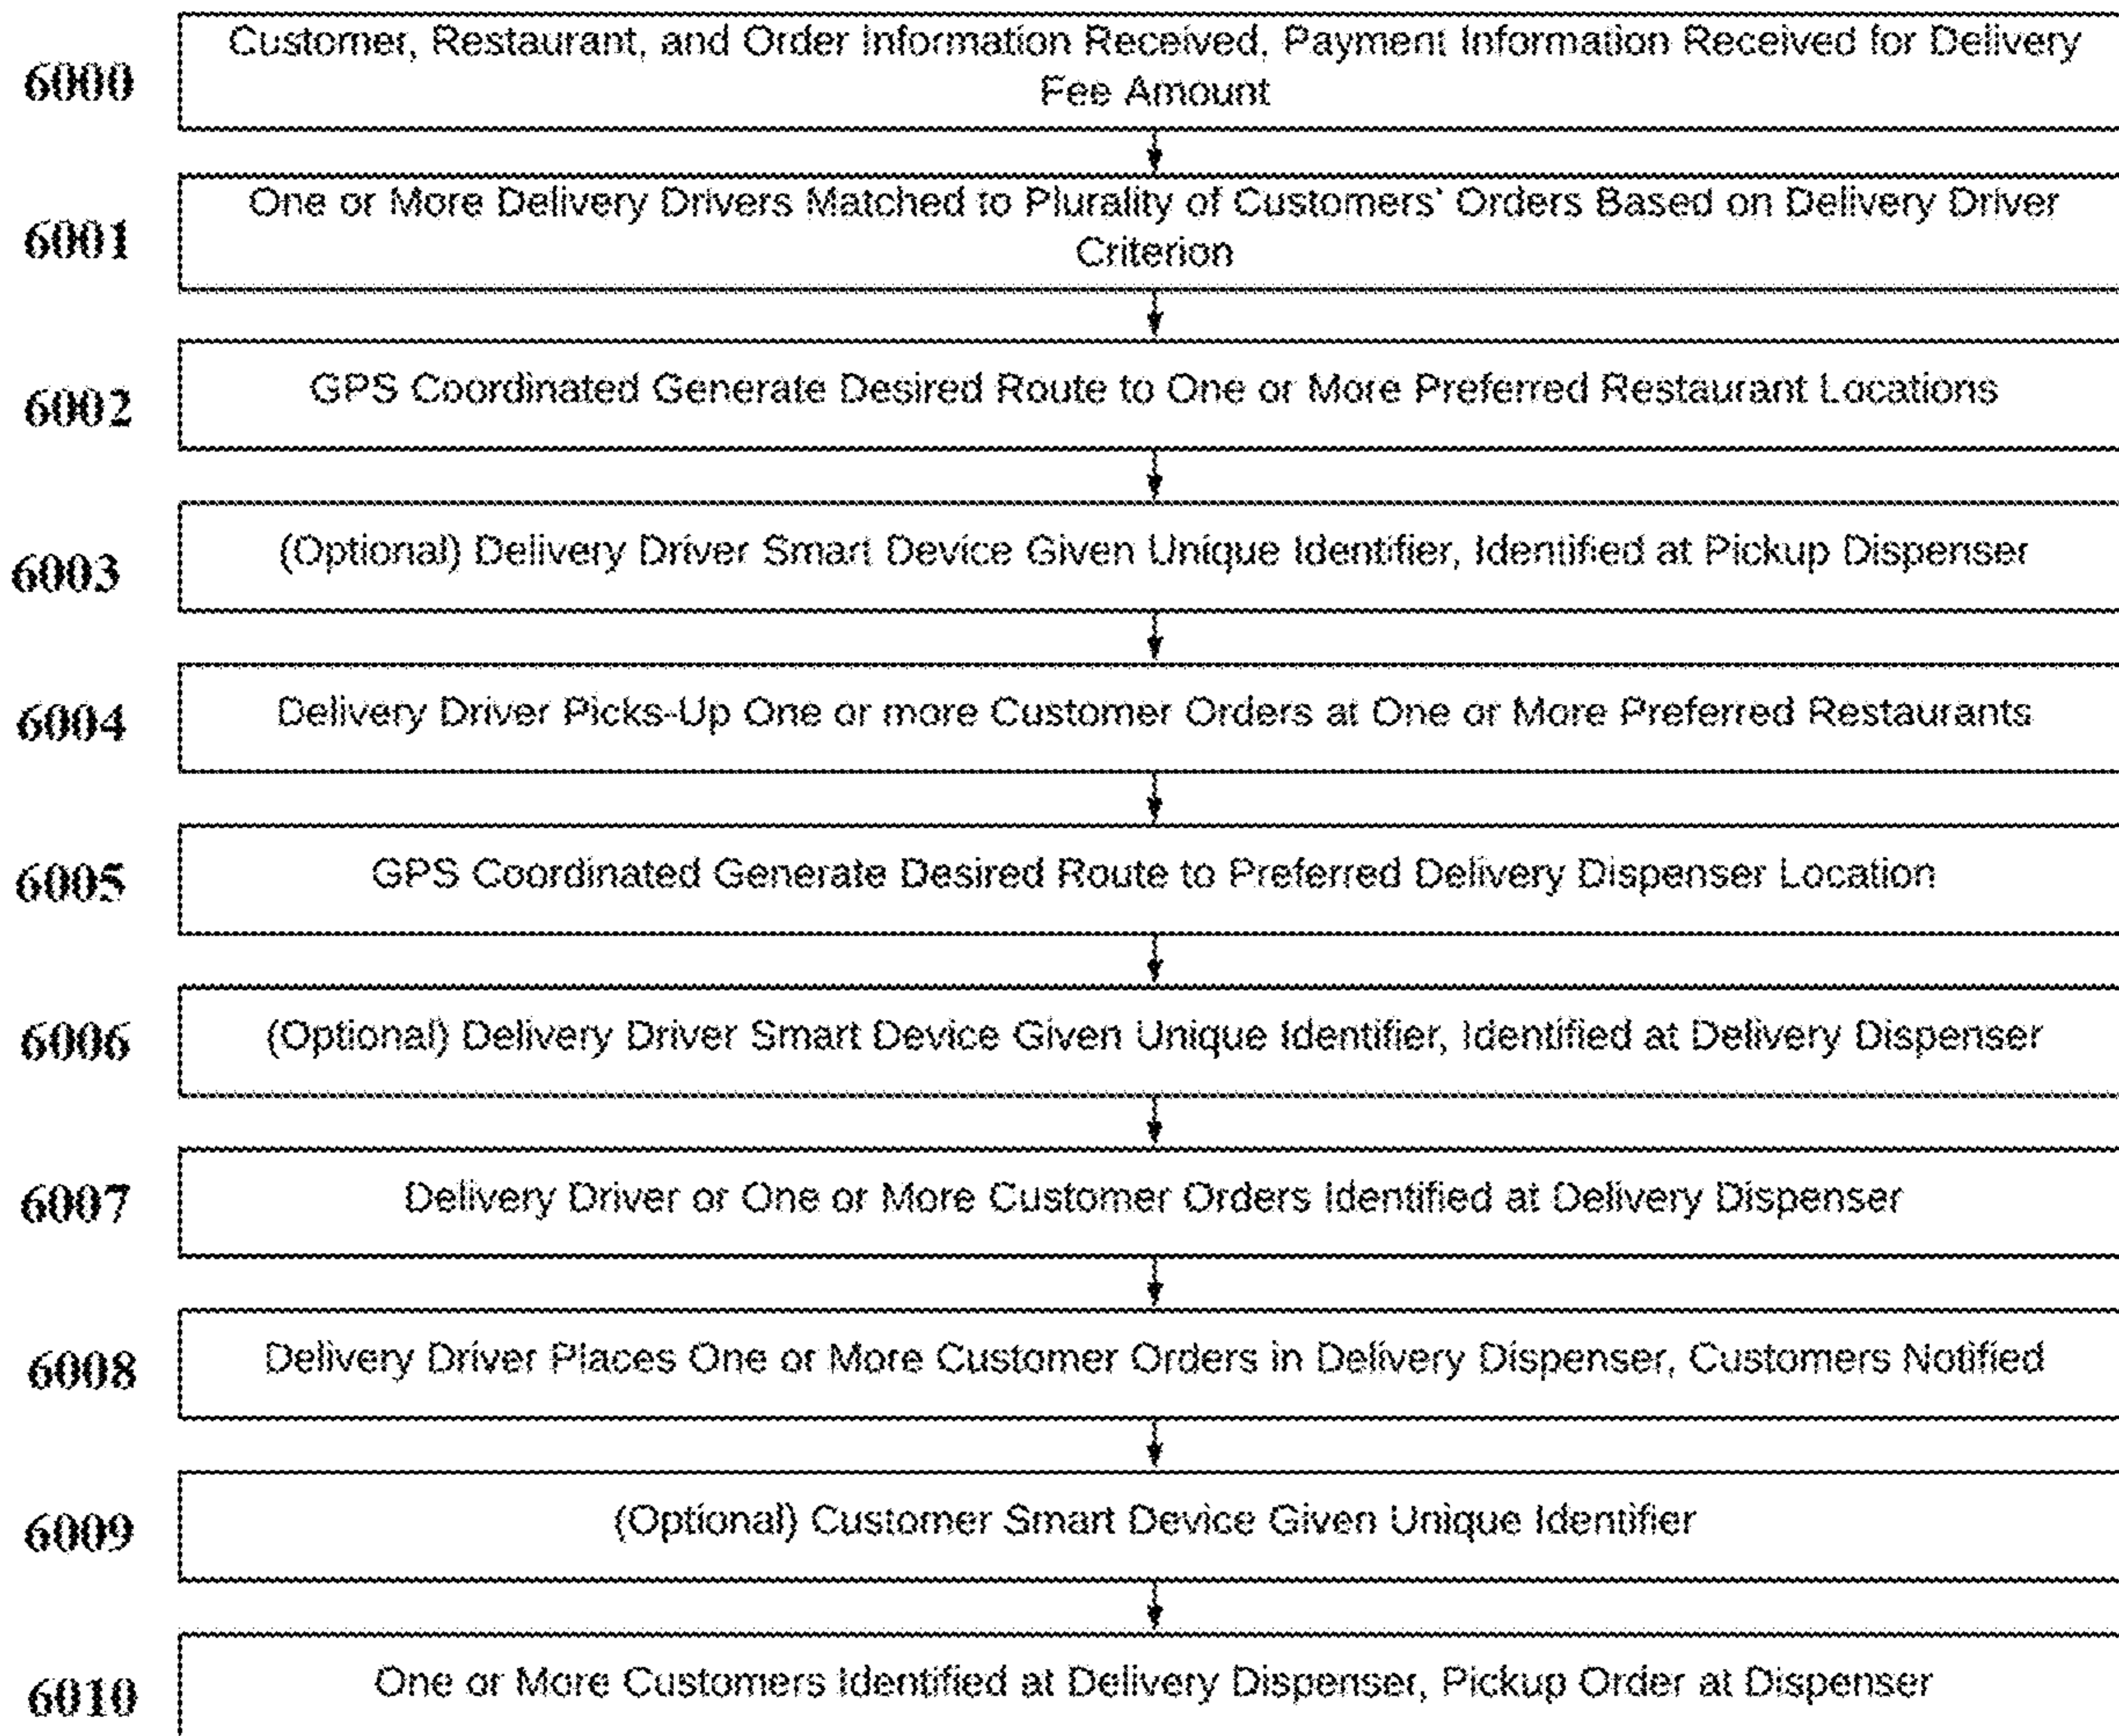 6000
Customer, Restaurant, and Order Information Received, Payment Information Received for Delivery
Fee Amount
6001
One or More Delivery Drivers Matched to Plurality of Customers' Orders Based on Delivery Driver
Criterion
6002
GPS Coordinated Generate Desired Route to One or More Preferred Restaurant Locations
6003
(Optional) Delivery Driver Smart Device Given Unique Identifier, Identified at Pickup Dispenser
6004
Delivery Driver Picks-Up One or more Customer Orders at One or More Preferred Restaurants
6005
GPS Coordinated Generate Desired Route to Preferred Delivery Dispenser Location
6006
(Optional) Delivery Driver Smart Device Given Unique Identifier, Identified at Delivery Dispenser
6007
Delivery Driver or One or More Customer Orders Identified at Delivery Dispenser
6008
Delivery Driver Places One or More Customer Orders in Delivery Dispenser, Customers Notified
6009
(Optional) Customer Smart Device Given Unique Identifier
6010
One or More Customers Identified at Delivery Dispenser, Pickup Order at Dispenser